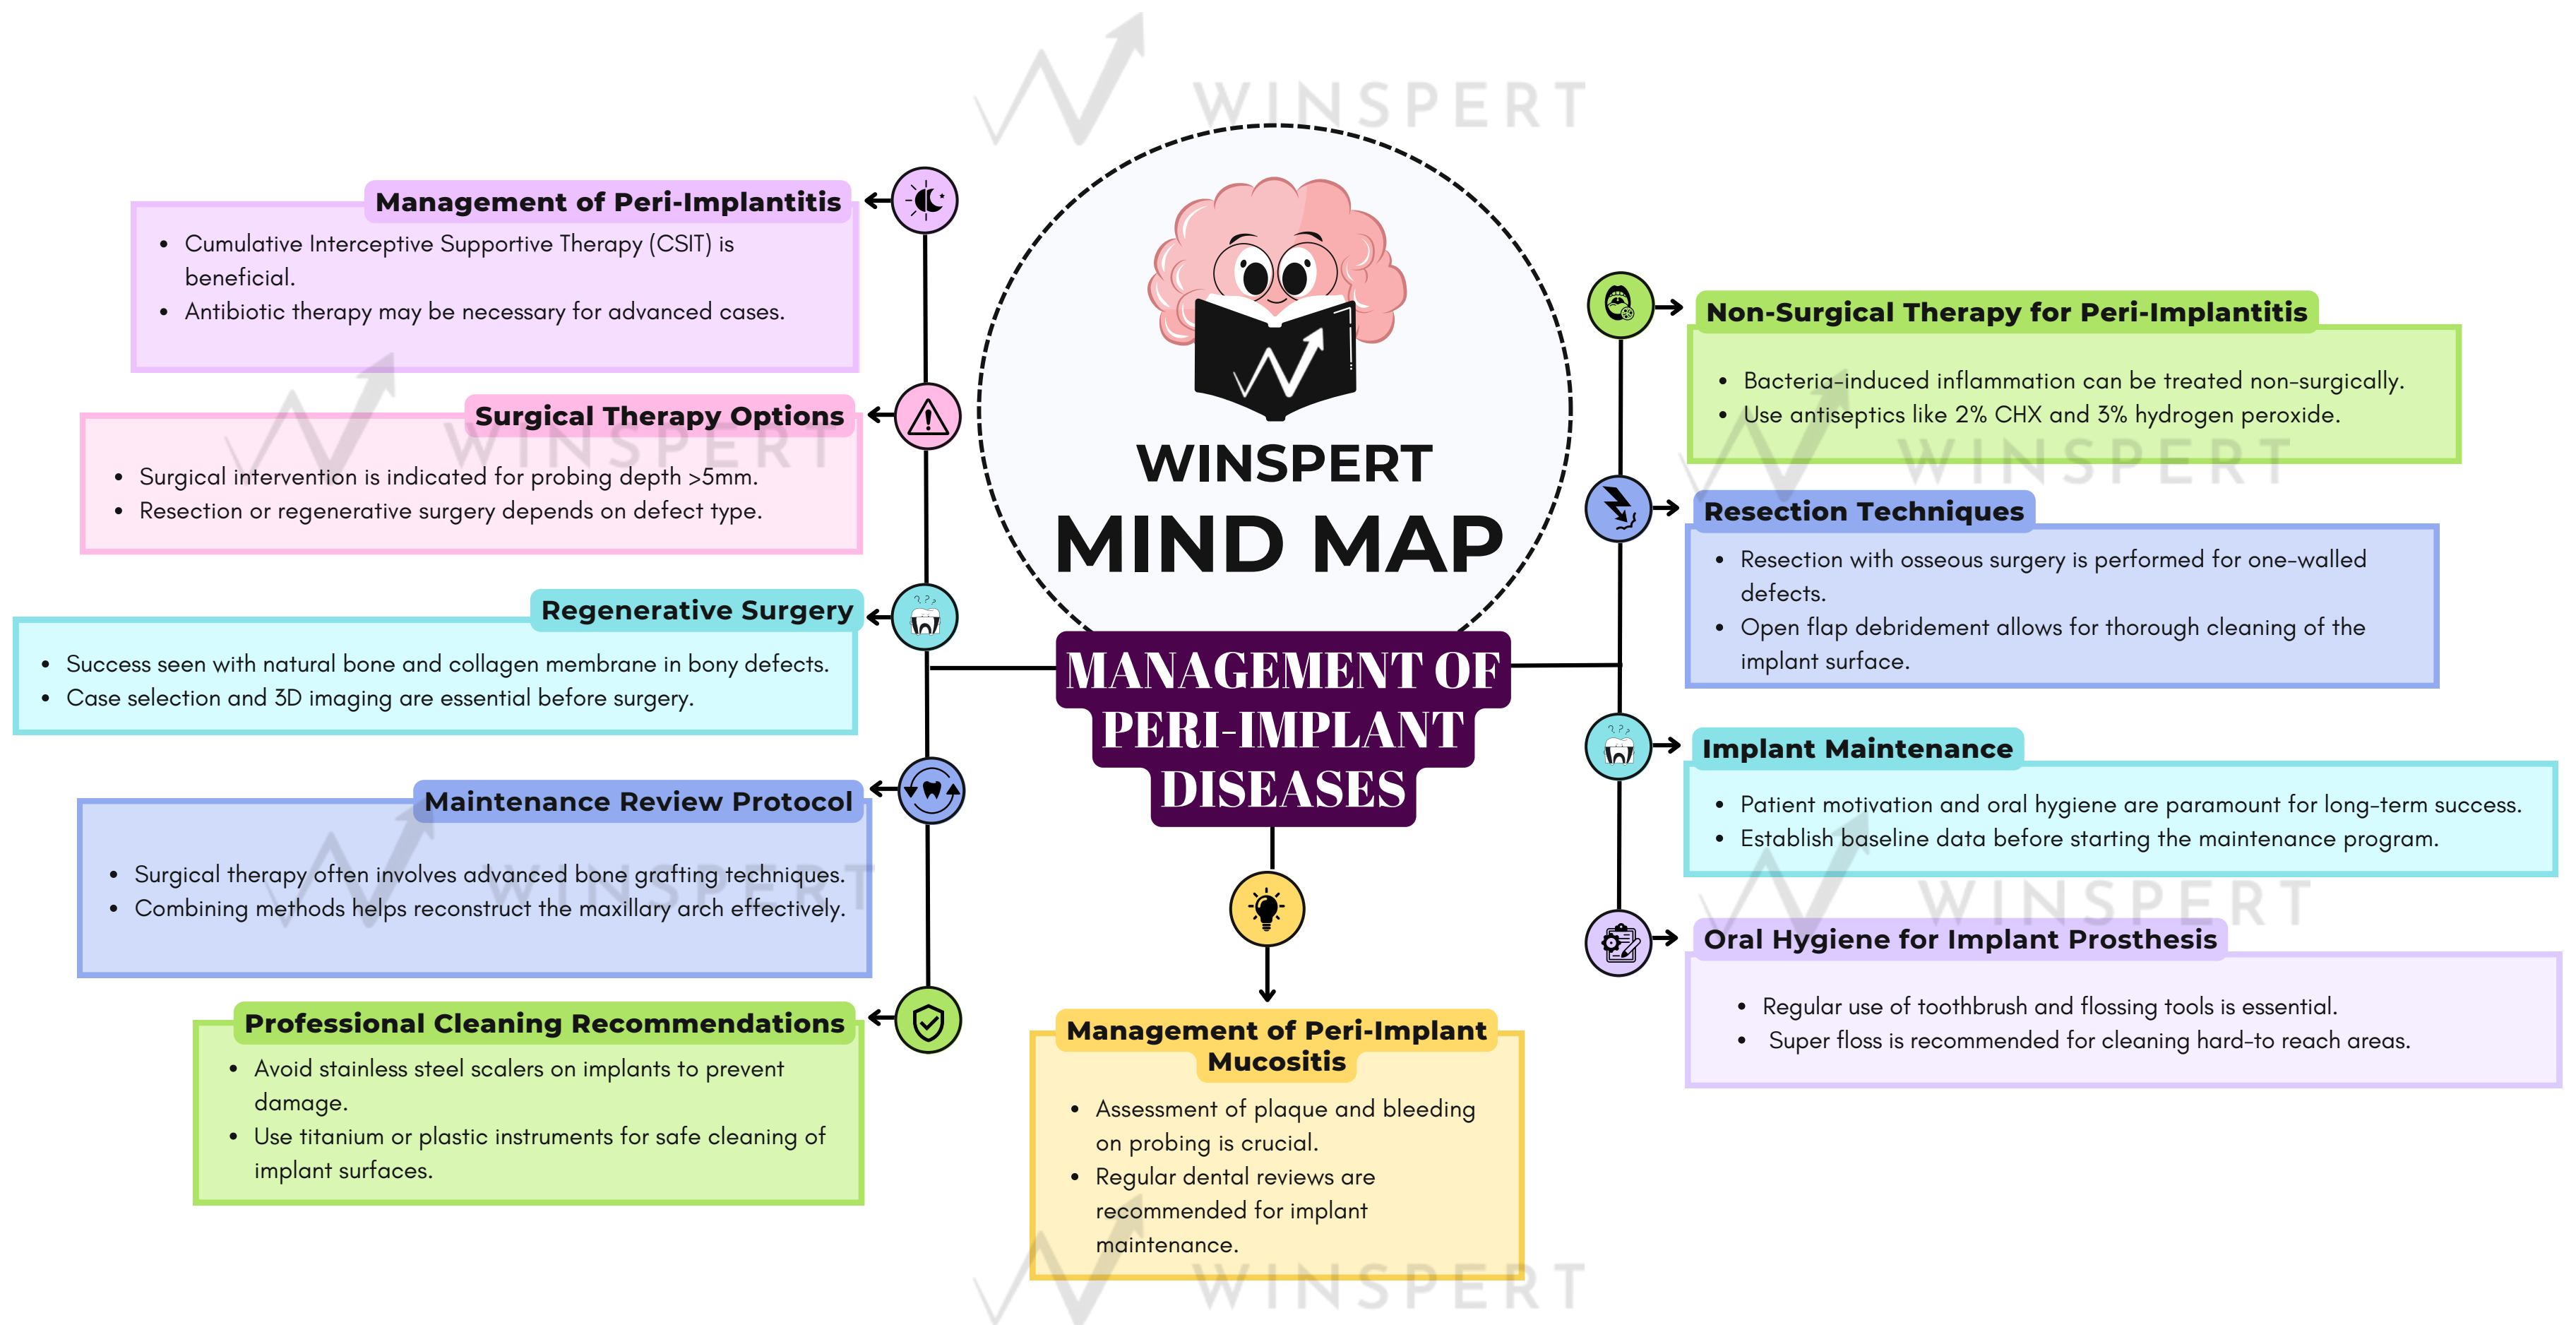 WINSPERT
WINSPERT
MIND MAP
MANAGEMENT OF
PERI-IMPLANT
DISEASES
Management of Peri-Implantitis
• Cumulative Interceptive Supportive Therapy (CSIT) is
beneficial.
• Antibiotic therapy may be necessary for advanced cases.
Surgical Therapy Options
WINSPERT
• Surgical intervention is indicated for probing depth >5mm.
• Resection or regenerative surgery depends on defect type.
Regenerative Surgery
• Success seen with natural bone and collagen membrane in bony defects.
• Case selection and 3D imaging are essential before surgery.
Maintenance Review Protocol
• Surgical therapy often involves advanced bone grafting techniques.
WINSPERT
• Combining methods helps reconstruct the maxillary arch effectively.
Professional Cleaning Recommendations
• Avoid stainless steel scalers on implants to prevent
damage.
• Use titanium or plastic instruments for safe cleaning of
implant surfaces.
Management of Peri-Implant
Mucositis
• Assessment of plaque and bleeding
on probing is crucial.
• Regular dental reviews are
recommended for implant
maintenance.
WINSPERT
Non-Surgical Therapy for Peri-Implantitis
• Bacteria-induced inflammation can be treated non-surgically.
• Use antiseptics like 2% CHX and 3% hydrogen peroxide.
WINSPERT
Resection Techniques
• Resection with osseous surgery is performed for one-walled
defects.
• Open flap debridement allows for thorough cleaning of the
implant surface.
Implant Maintenance
• Patient motivation and oral hygiene are paramount for long-term success.
• Establish baseline data before starting the maintenance program.
WINSPERT
Oral Hygiene for Implant Prosthesis
• Regular use of toothbrush and flossing tools is essential.
• Super floss is recommended for cleaning hard-to reach areas.